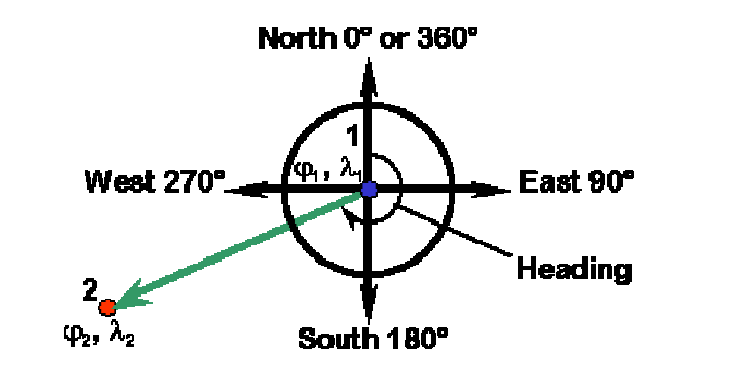 North 0° or 360°
1
φ₁, λ₁
West 270°
East 90°
Heading
2
φ₂, λ₂
South 180°